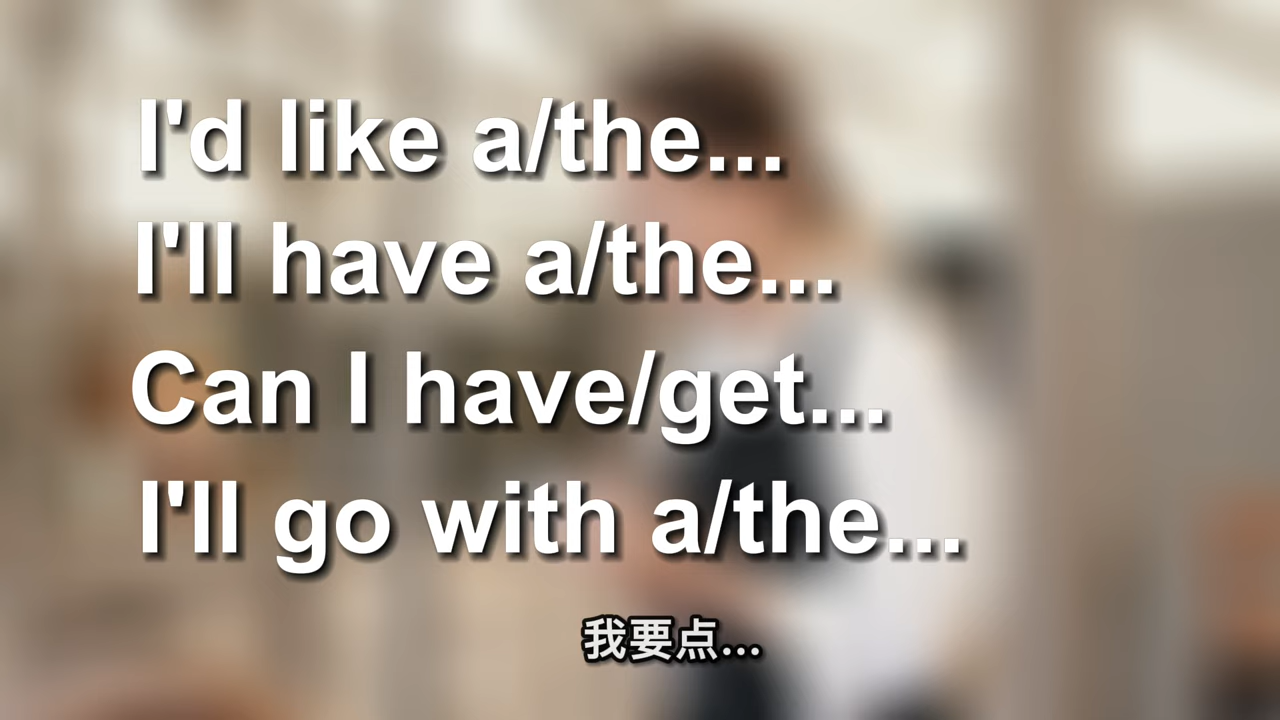 I'd like a/the...
I'll have a/the...
Can I have/get...
I'll go with a/the...
我要点...